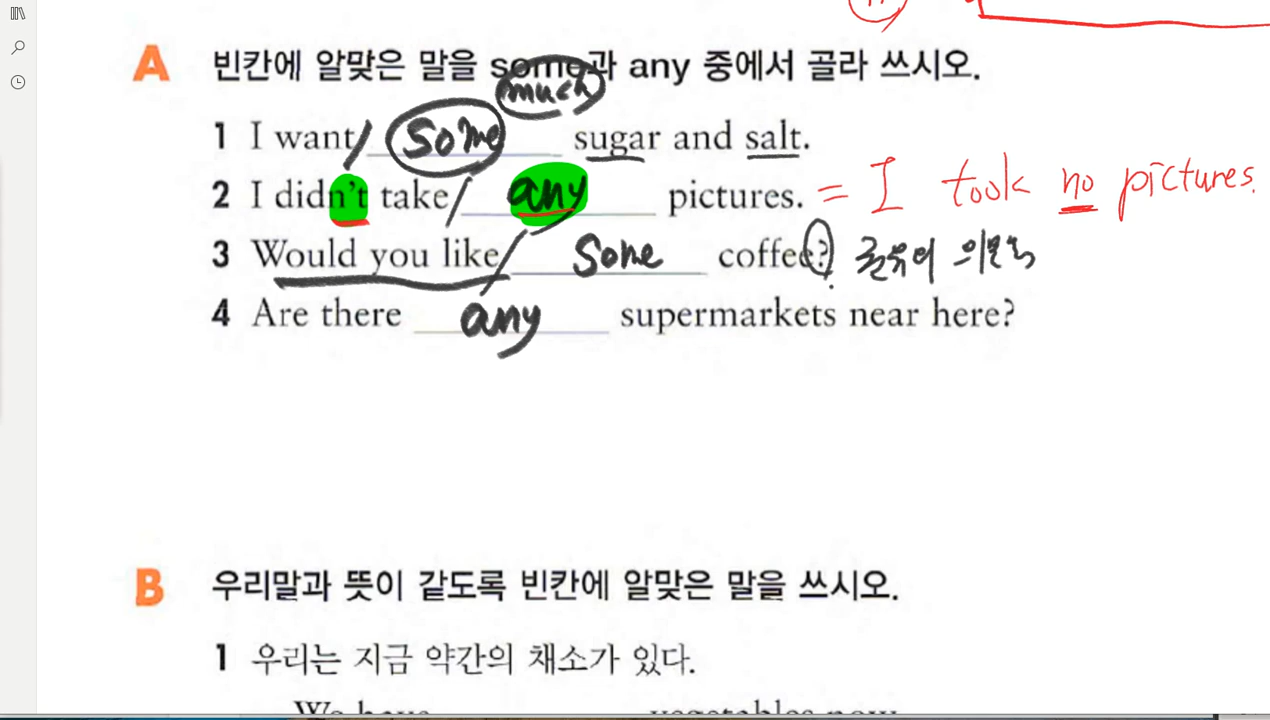 A 빈칸에 알맞은 말을 some과 any 중에서 골라 쓰시오.
much
1 I want / some sugar and salt.
2 I didn't take / any pictures. = I took no pictures.
3 Would you like / some coffee? 권유의 의문문
4 Are there any supermarkets near here?
B 우리말과 뜻이 같도록 빈칸에 알맞은 말을 쓰시오.
1 우리는 지금 약간의 채소가 있다.
We have vegetables now